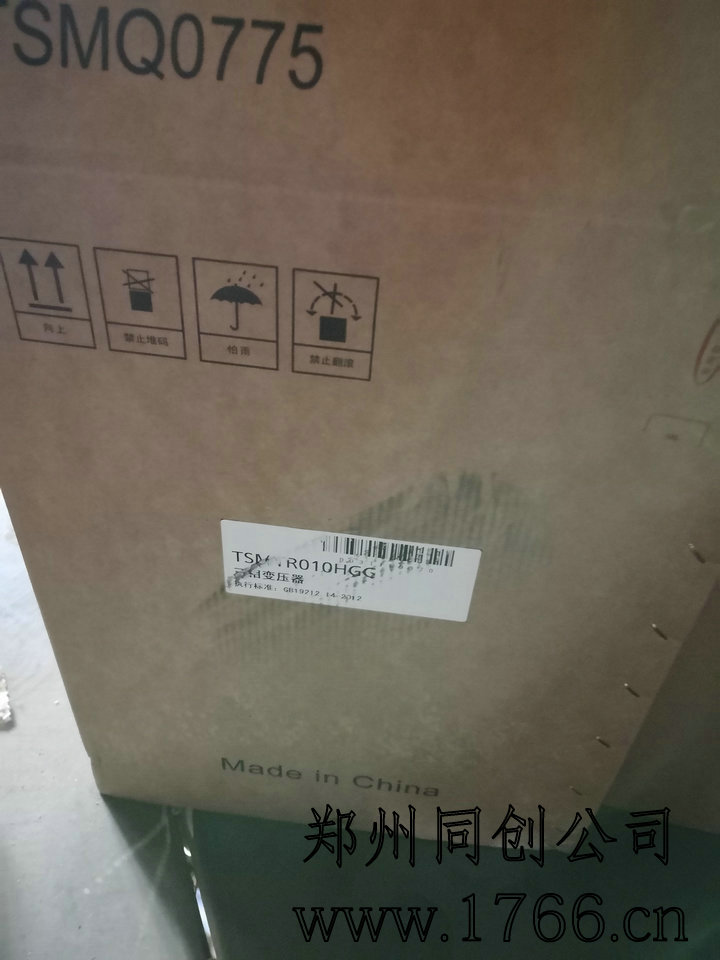 TSMQ0775
向上
禁止堆码
怕雨
禁止翻滚
R010HGG
变压器
执行标准: GB19212.14-2012
Made in China
郑州同创公司
www.1766.cn